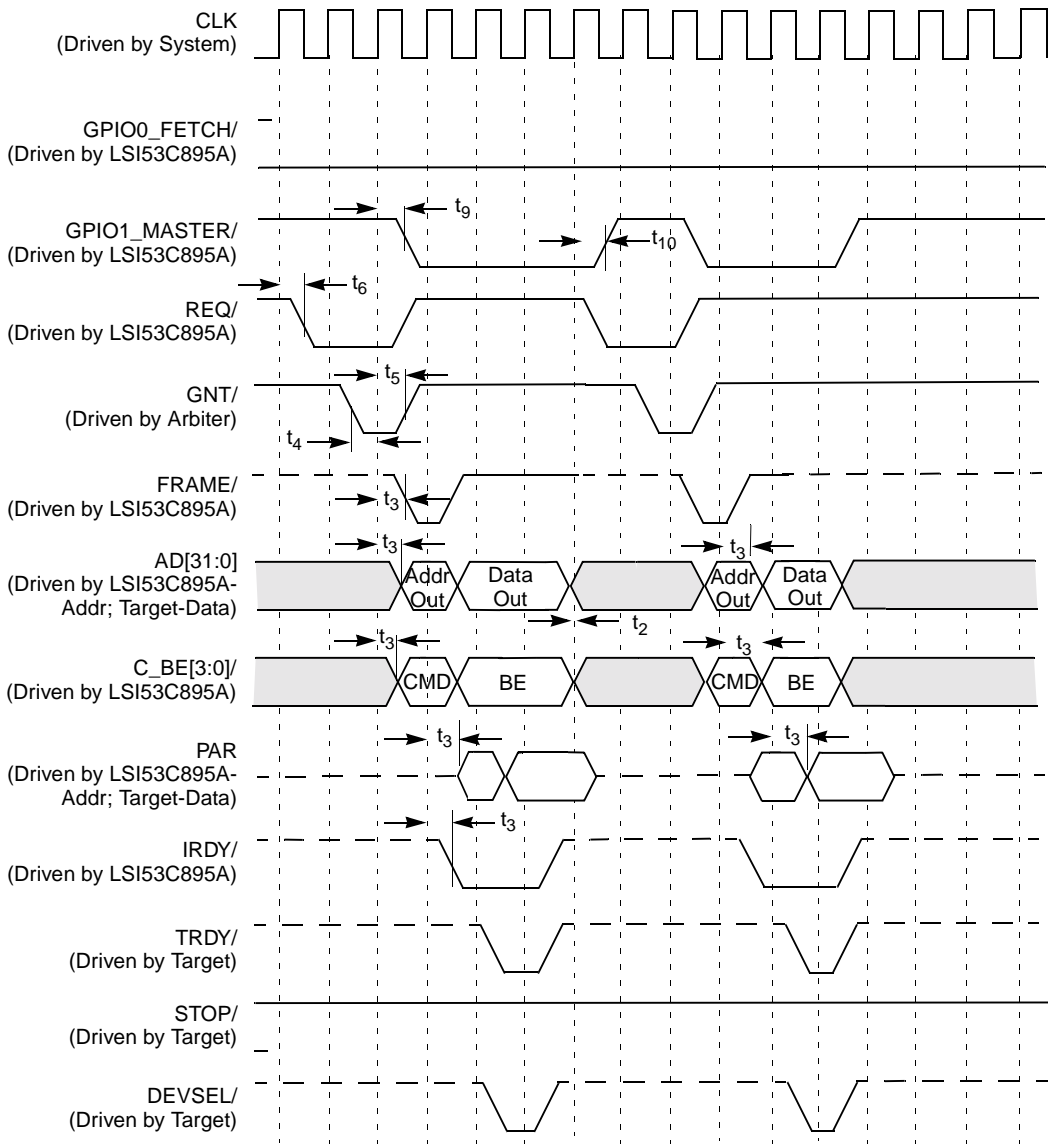 CLK
(Driven by System)
GPIO0_FETCH/
(Driven by LSI53C895A)
t9
GPIO1_MASTER/
(Driven by LSI53C895A)
t10
t6
REQ/
(Driven by LSI53C895A)
t5
GNT/
(Driven by Arbiter)
t4
FRAME/
(Driven by LSI53C895A)
t3
t3
t3
AD[31:0]
(Driven by LSI53C895A-
Addr; Target-Data)
Addr
Out
Data
Out
Addr
Out
Data
Out
t2
t3
t3
C_BE[3:0]/
(Driven by LSI53C895A)
CMD
BE
CMD
BE
t3
t3
PAR
(Driven by LSI53C895A-
Addr; Target-Data)
t3
IRDY/
(Driven by LSI53C895A)
TRDY/
(Driven by Target)
STOP/
(Driven by Target)
DEVSEL/
(Driven by Target)